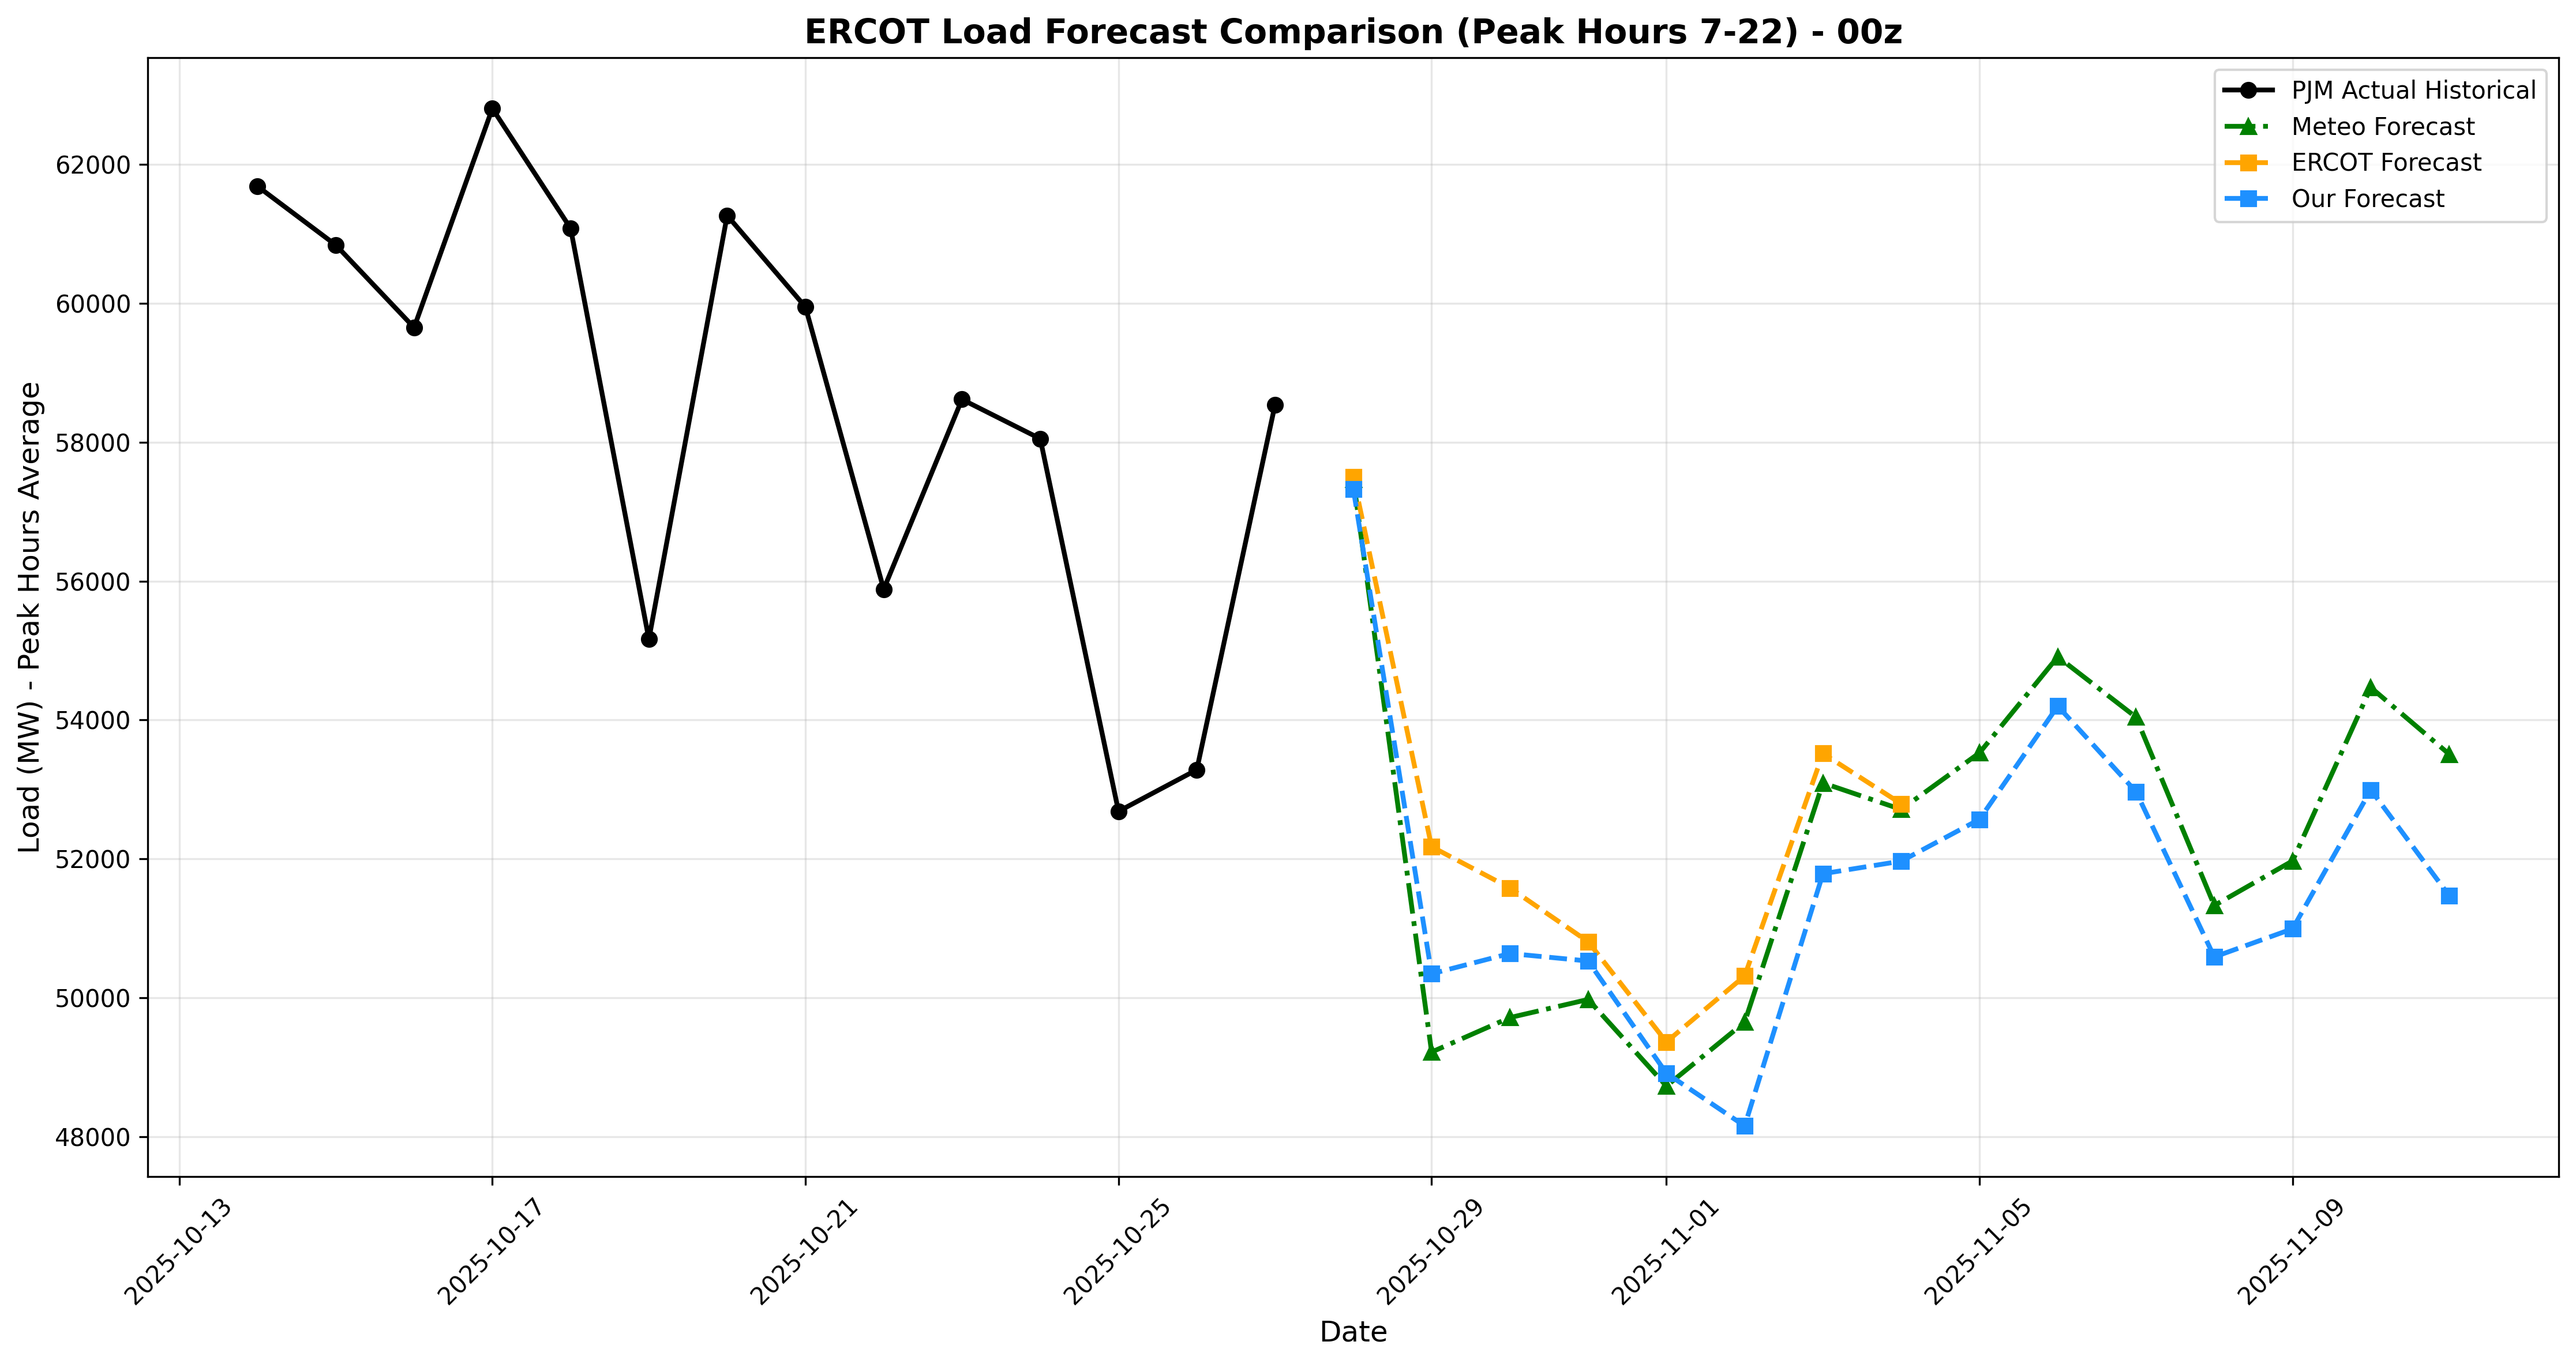 ERCOT Load Forecast Comparison (Peak Hours 7-22) - 00z
PJM Actual Historical
Meteo Forecast
ERCOT Forecast
Our Forecast
Load (MW) - Peak Hours Average
62000
60000
58000
56000
54000
52000
50000
48000
2025-10-13
2025-10-17
2025-10-21
2025-10-25
2025-10-29
2025-11-01
2025-11-05
2025-11-09
Date